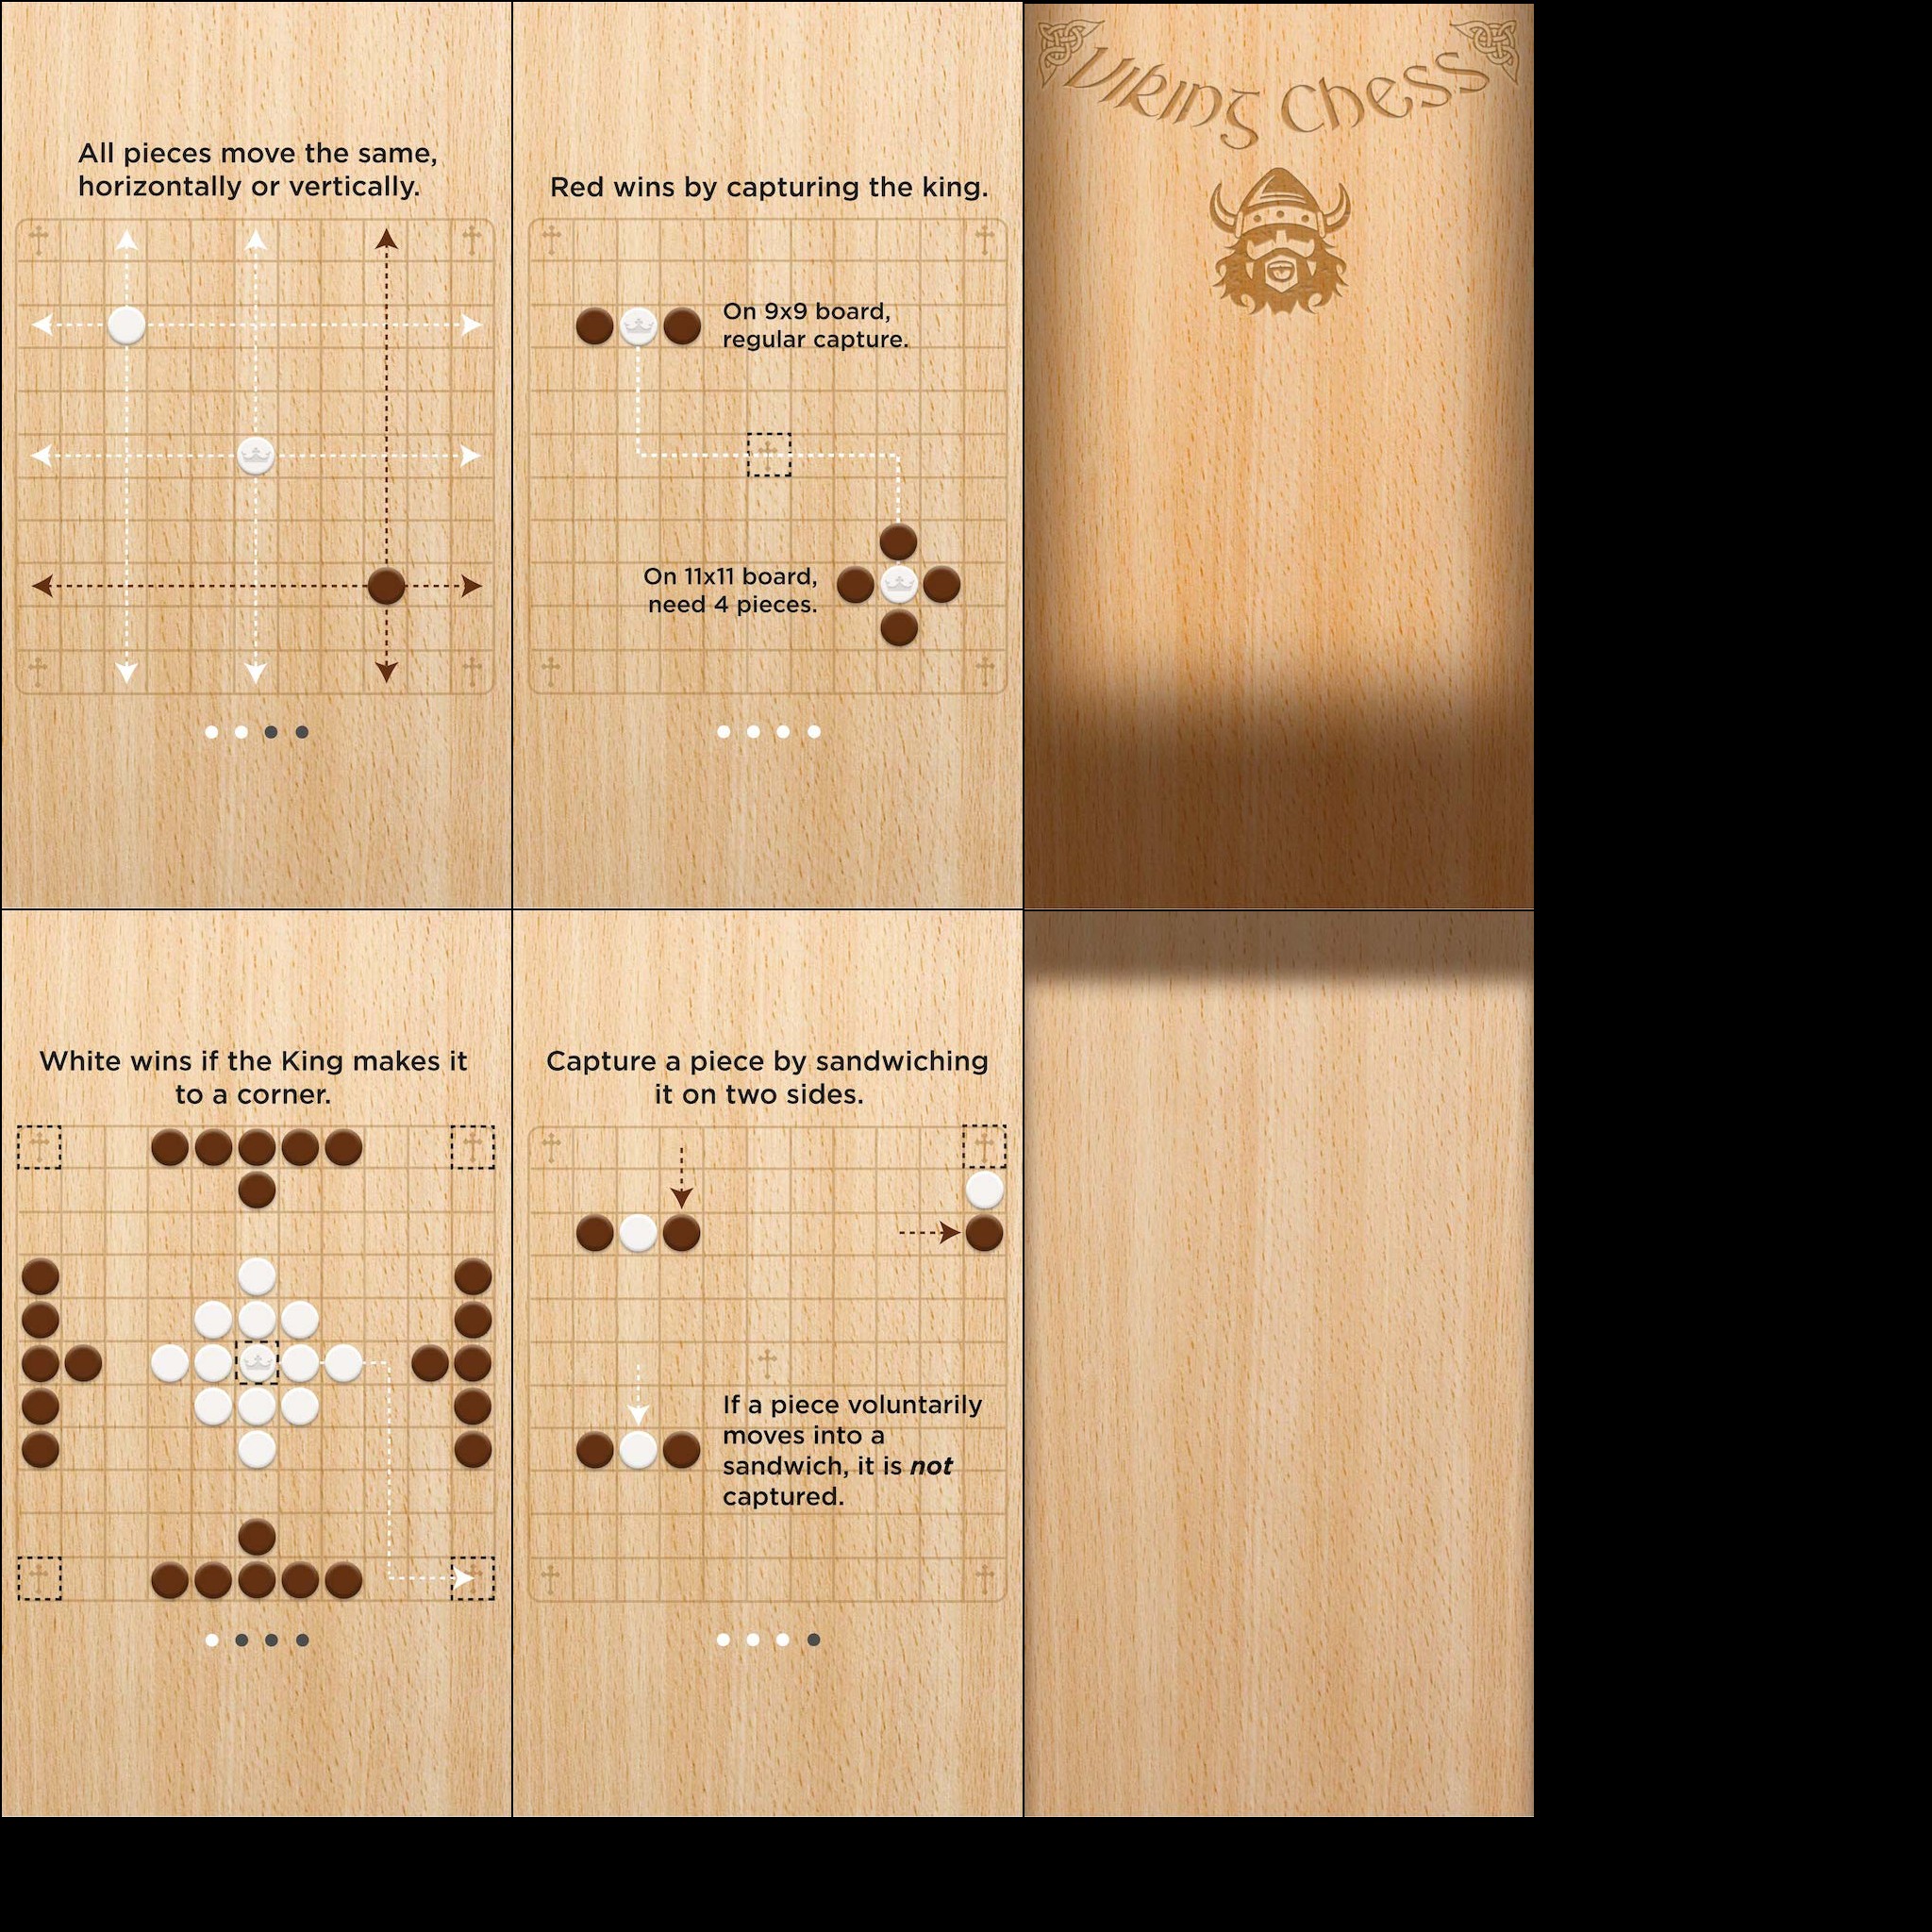 All pieces move the same,
horizontally or vertically.
Red wins by capturing the king.
On 9x9 board,
regular capture.
On 11x11 board,
need 4 pieces.
Viking Chess
White wins if the King makes it
to a corner.
Capture a piece by sandwiching
it on two sides.
If a piece voluntarily
moves into a
sandwich, it is not
captured.